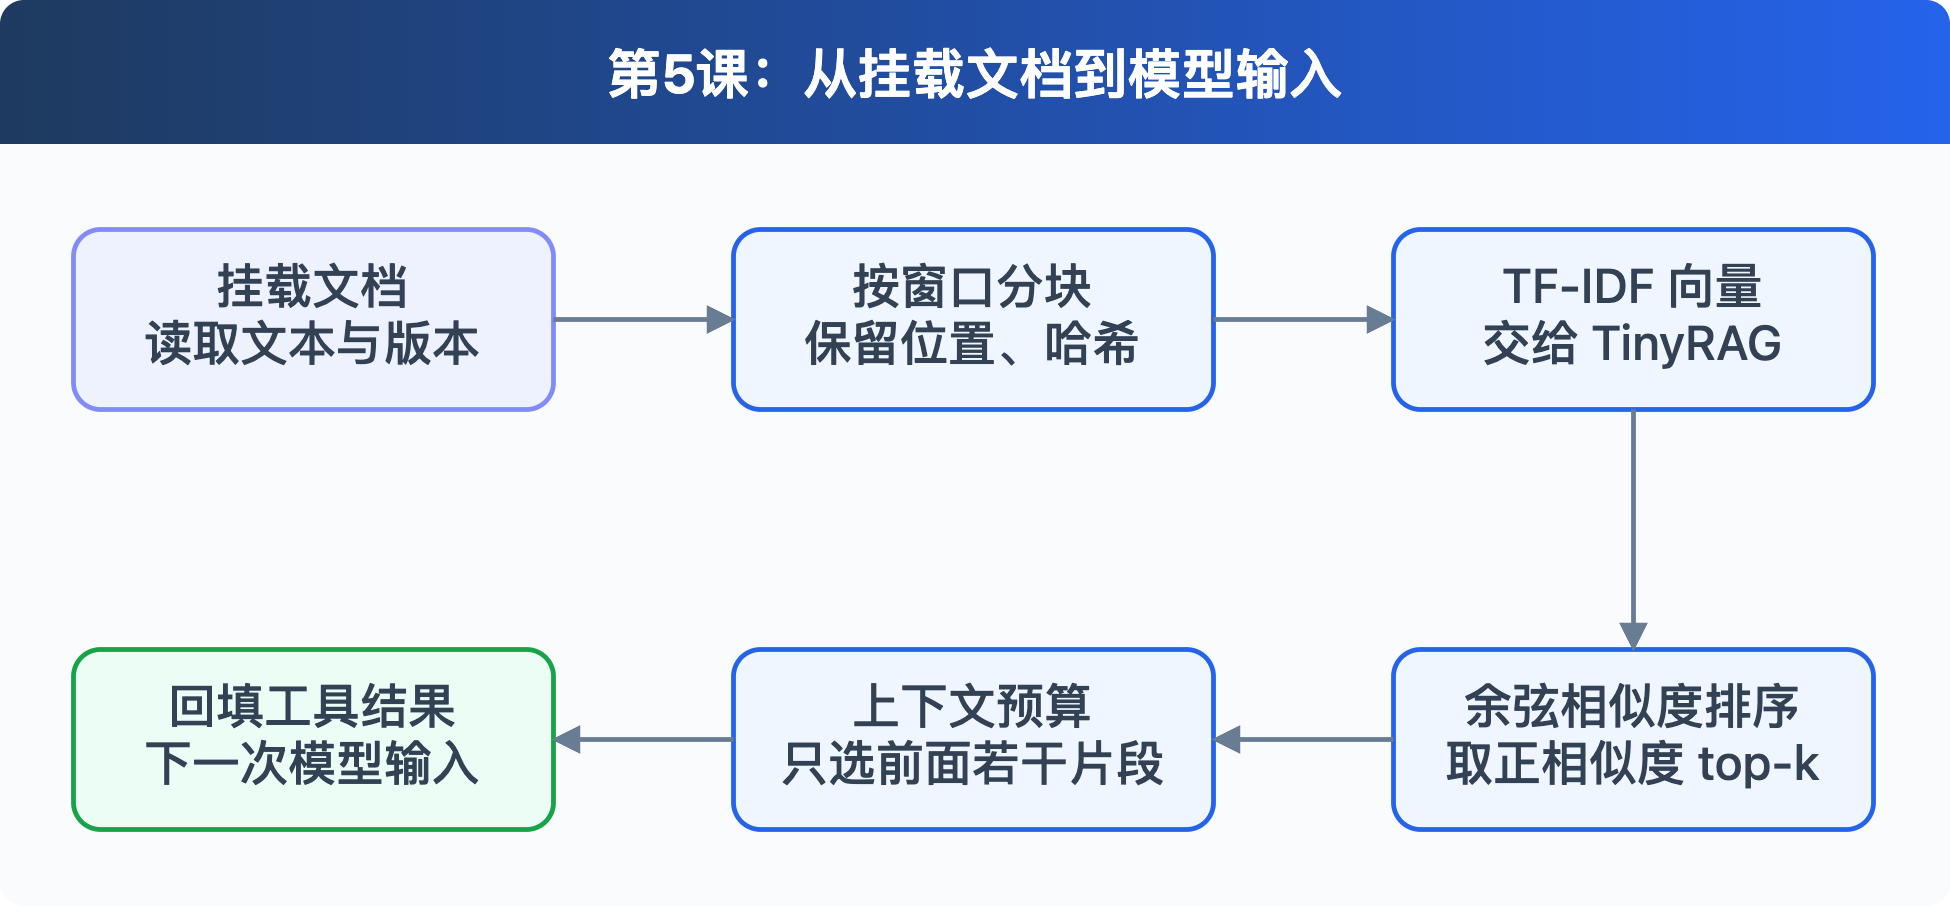 第5课：从挂载文档到模型输入
挂载文档
读取文本与版本
按窗口分块
保留位置、哈希
TF-IDF 向量
交给 TinyRAG
余弦相似度排序
取正相似度 top-k
上下文预算
只选前面若干片段
回填工具结果
下一次模型输入